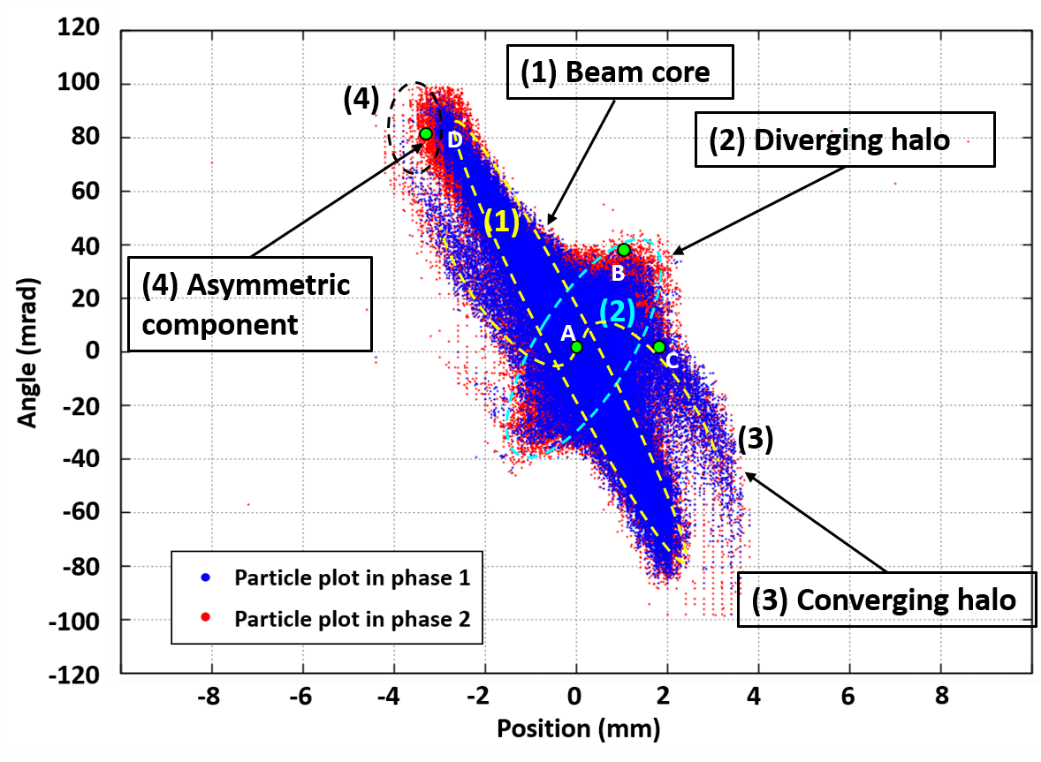 120
100
80
60
40
20
0
-20
-40
-60
-80
-100
-120
Angle (mrad)
(4)
(1) Beam core
(2) Diverging halo
D
(1)
B
(4) Asymmetric
component
(2)
A
C
(3)
Particle plot in phase 1
Particle plot in phase 2
(3) Converging halo
-8 -6 -4 -2 0 2 4 6 8
Position (mm)